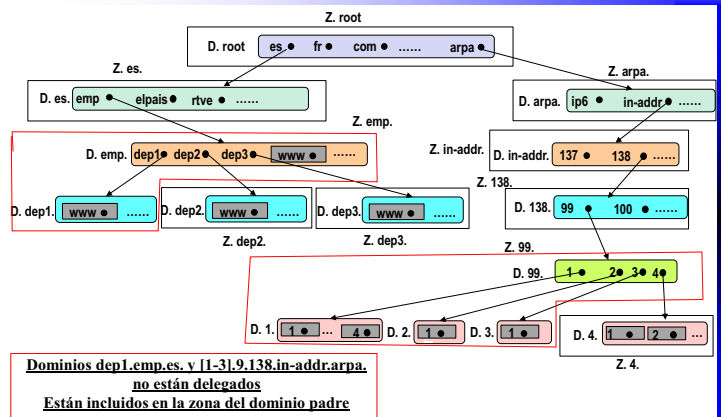 Z. root
D. root es fr com ...... arpa
Z. es. Z. arpa.
D. es. emp elpais rtve ......
D. arpa. ip6 in-addr ......
Z. emp.
D. emp. dep1 dep2 dep3 www ......
Z. in-addr. D. in-addr. 137 138 ......
Z. 138.
D. dep1. www ......
D. dep2. www ......
D. dep3. www ......
D. 138. 99 100 ......
Z. dep2. Z. dep3.
Z. 99.
D. 99. 1 2 3 4
D. 1. 1 ... 4 D. 2. 1 D. 3. 1
D. 4. 1 2 ...
Z. 4.
Dominios dep1.emp.es. y [1-3].9.138.in-addr.arpa.
no están delegados
Están incluidos en la zona del dominio padre